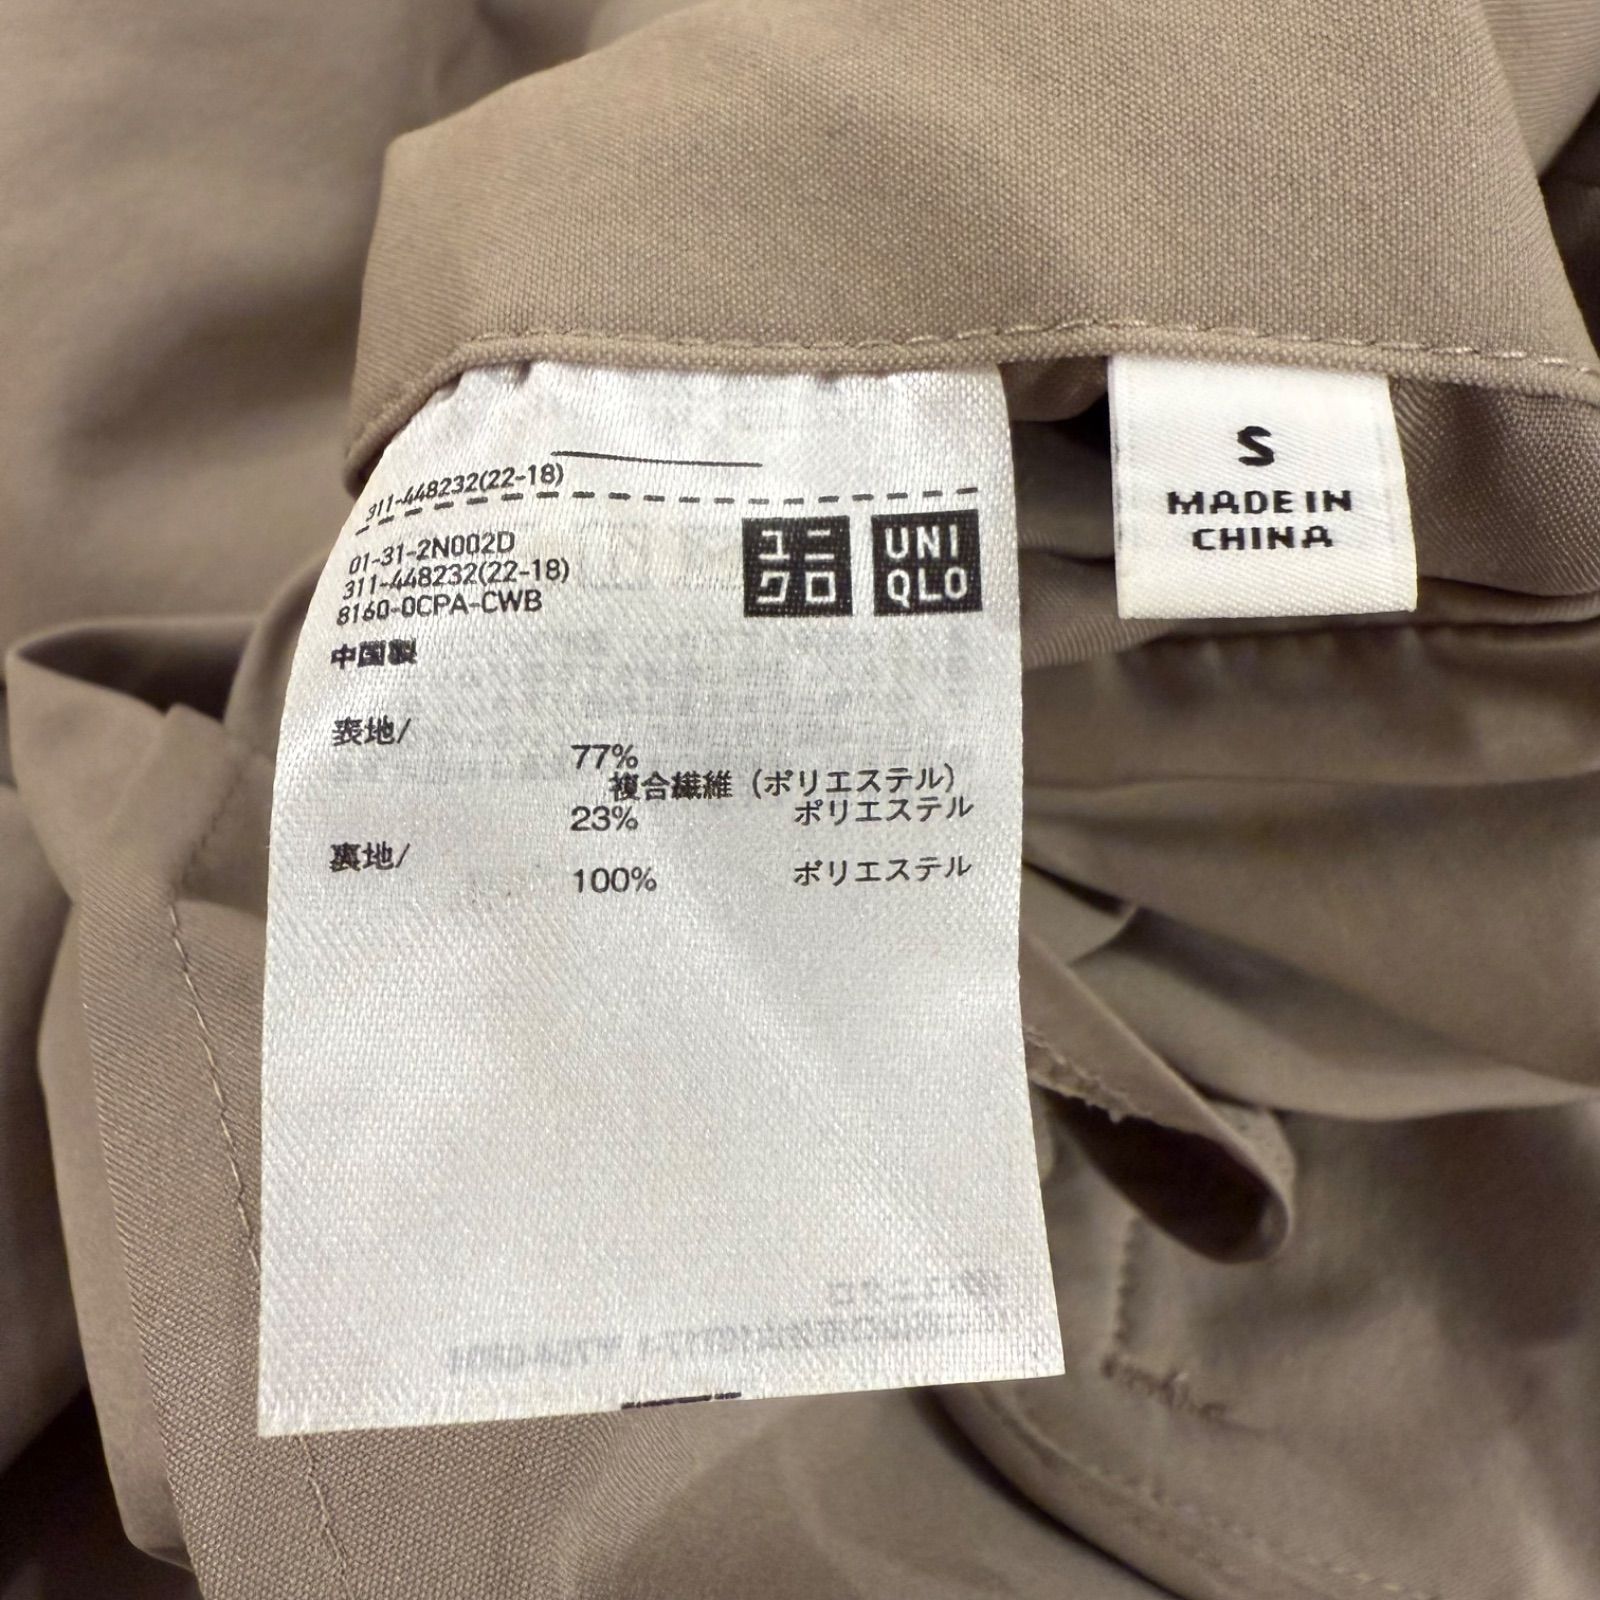 311-448232(22-18)
01-31-2N002D
311-448232(22-18)
8160-0CPA-CWB
ユニクロ
UNIQLO
中国製
表地/
77%
複合繊維（ポリエステル）
23% ポリエステル
裏地/
100% ポリエステル
S
MADE IN
CHINA